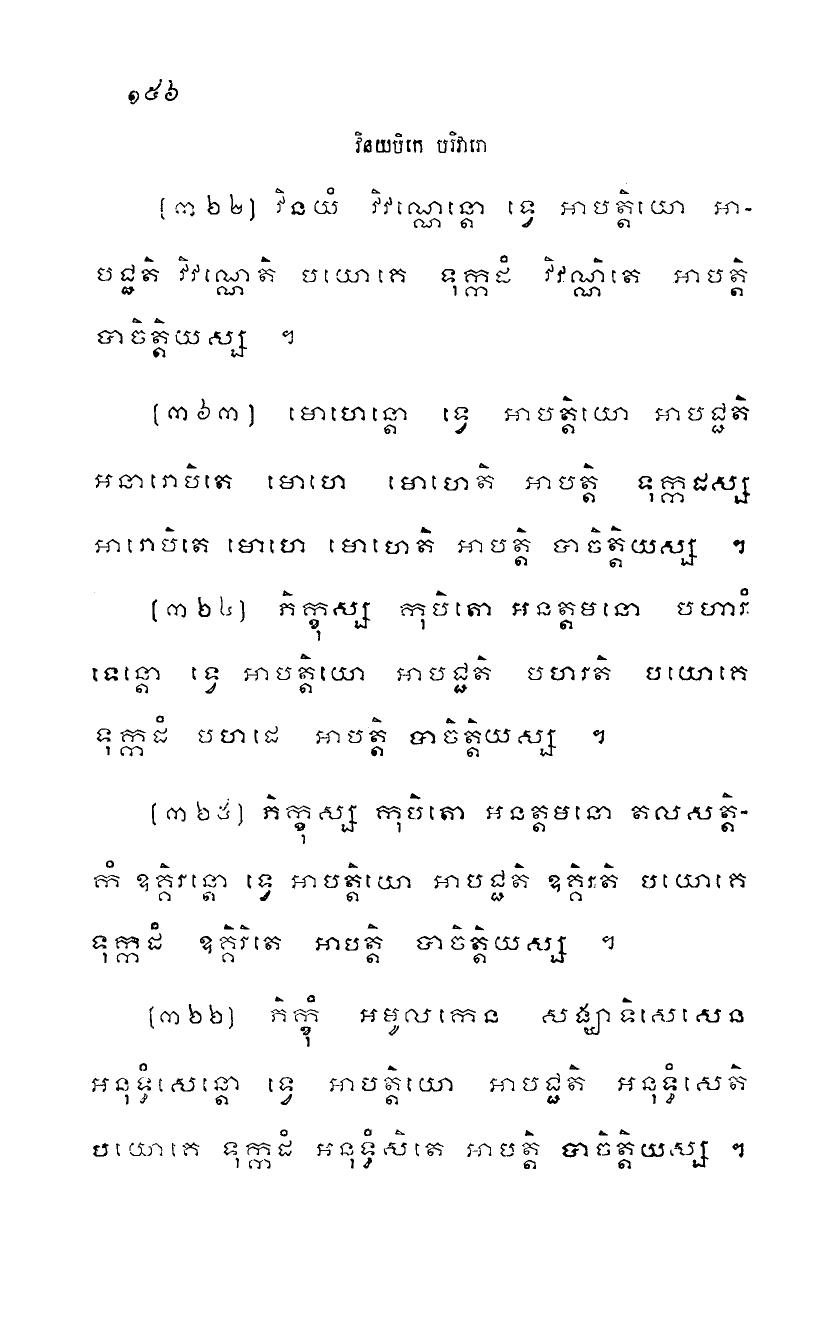 ១៥៦
វិនយបិដកេ បរិវារោ
(៣៦២) វិនយំ វិវណ្ណេន្តោ ទ្វេ អាបត្តិយោ អា-
បជ្ជតិ វិវណ្ណេតិ បយោគេ ទុក្កដំ វិវណ្ណិតេ អាបត្តិ
បាចិត្តិយស្ស ។
(៣៦៣) មោហេន្តោ ទ្វេ អាបត្តិយោ អាបជ្ជតិ
អនារោបិតេ មោហេ មោហេតិ អាបត្តិ ទុក្កដស្ស
អារោបិតេ មោហេ មោហេតិ អាបត្តិ បាចិត្តិយស្ស ។
(៣៦៤) ភិក្ខុស្ស កុបិតោ អនត្តមនោ បហារំ
ទេន្តោ ទ្វេ អាបត្តិយោ អាបជ្ជតិ បហរតិ បយោគេ
ទុក្កដំ បហដេ អាបត្តិ បាចិត្តិយស្ស ។
(៣៦៥) ភិក្ខុស្ស កុបិតោ អនត្តមនោ តលសត្តិ-
កំ ឧគ្គិរន្តោ ទ្វេ អាបត្តិយោ អាបជ្ជតិ ឧគ្គិរតិ បយោគេ
ទុក្កដំ ឧគ្គិរិតេ អាបត្តិ បាចិត្តិយស្ស ។
(៣៦៦) ភិក្ខុំ អមូលកេន សង្ឃាទិសេសេន
អនុទ្ធំសេន្តោ ទ្វេ អាបត្តិយោ អាបជ្ជតិ អនុទ្ធំសេតិ
បយោគេ ទុក្កដំ អនុទ្ធំសិតេ អាបត្តិ បាចិត្តិយស្ស ។